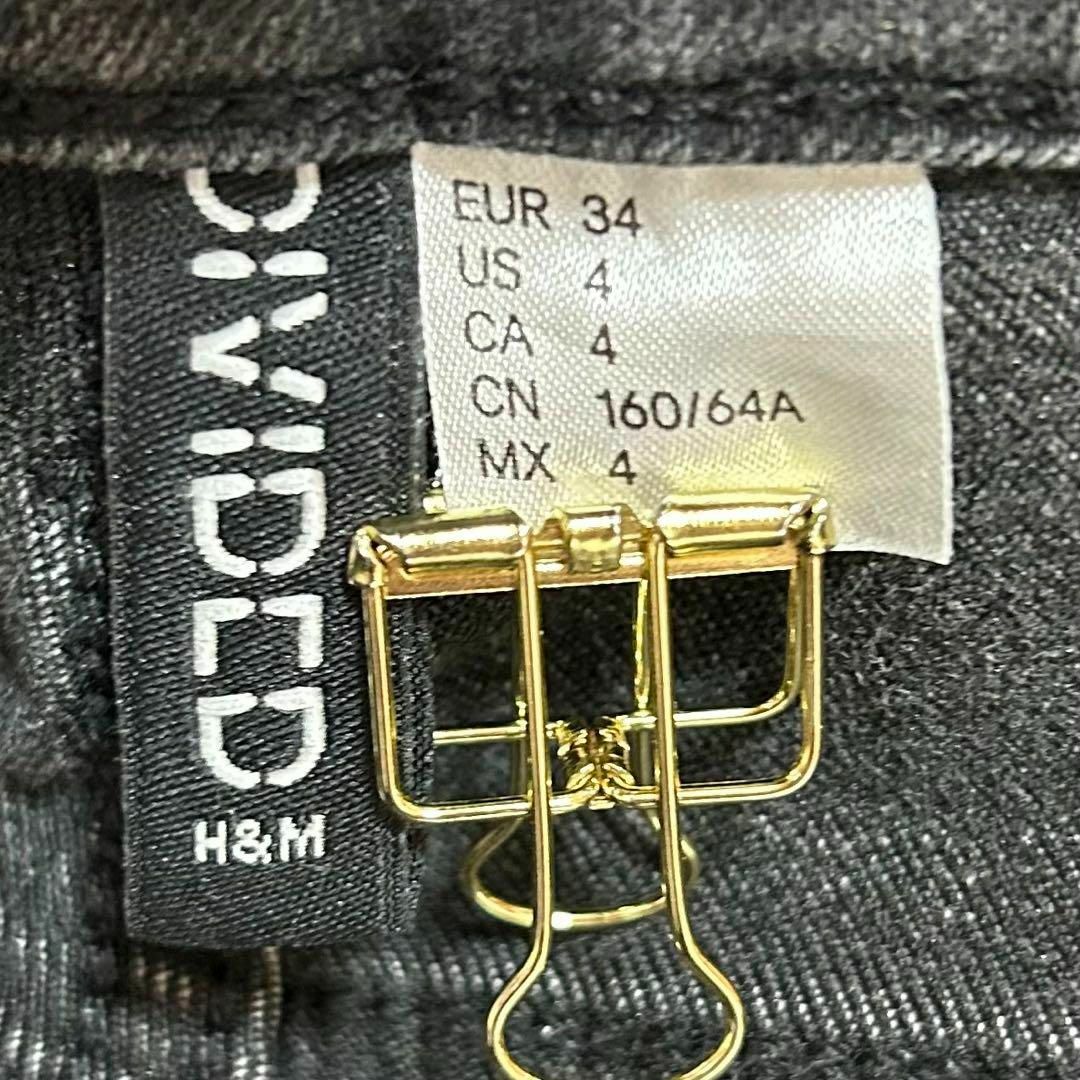 DIVIDED
H&M
EUR 34
US 4
CA 4
CN 160/64A
MX 4